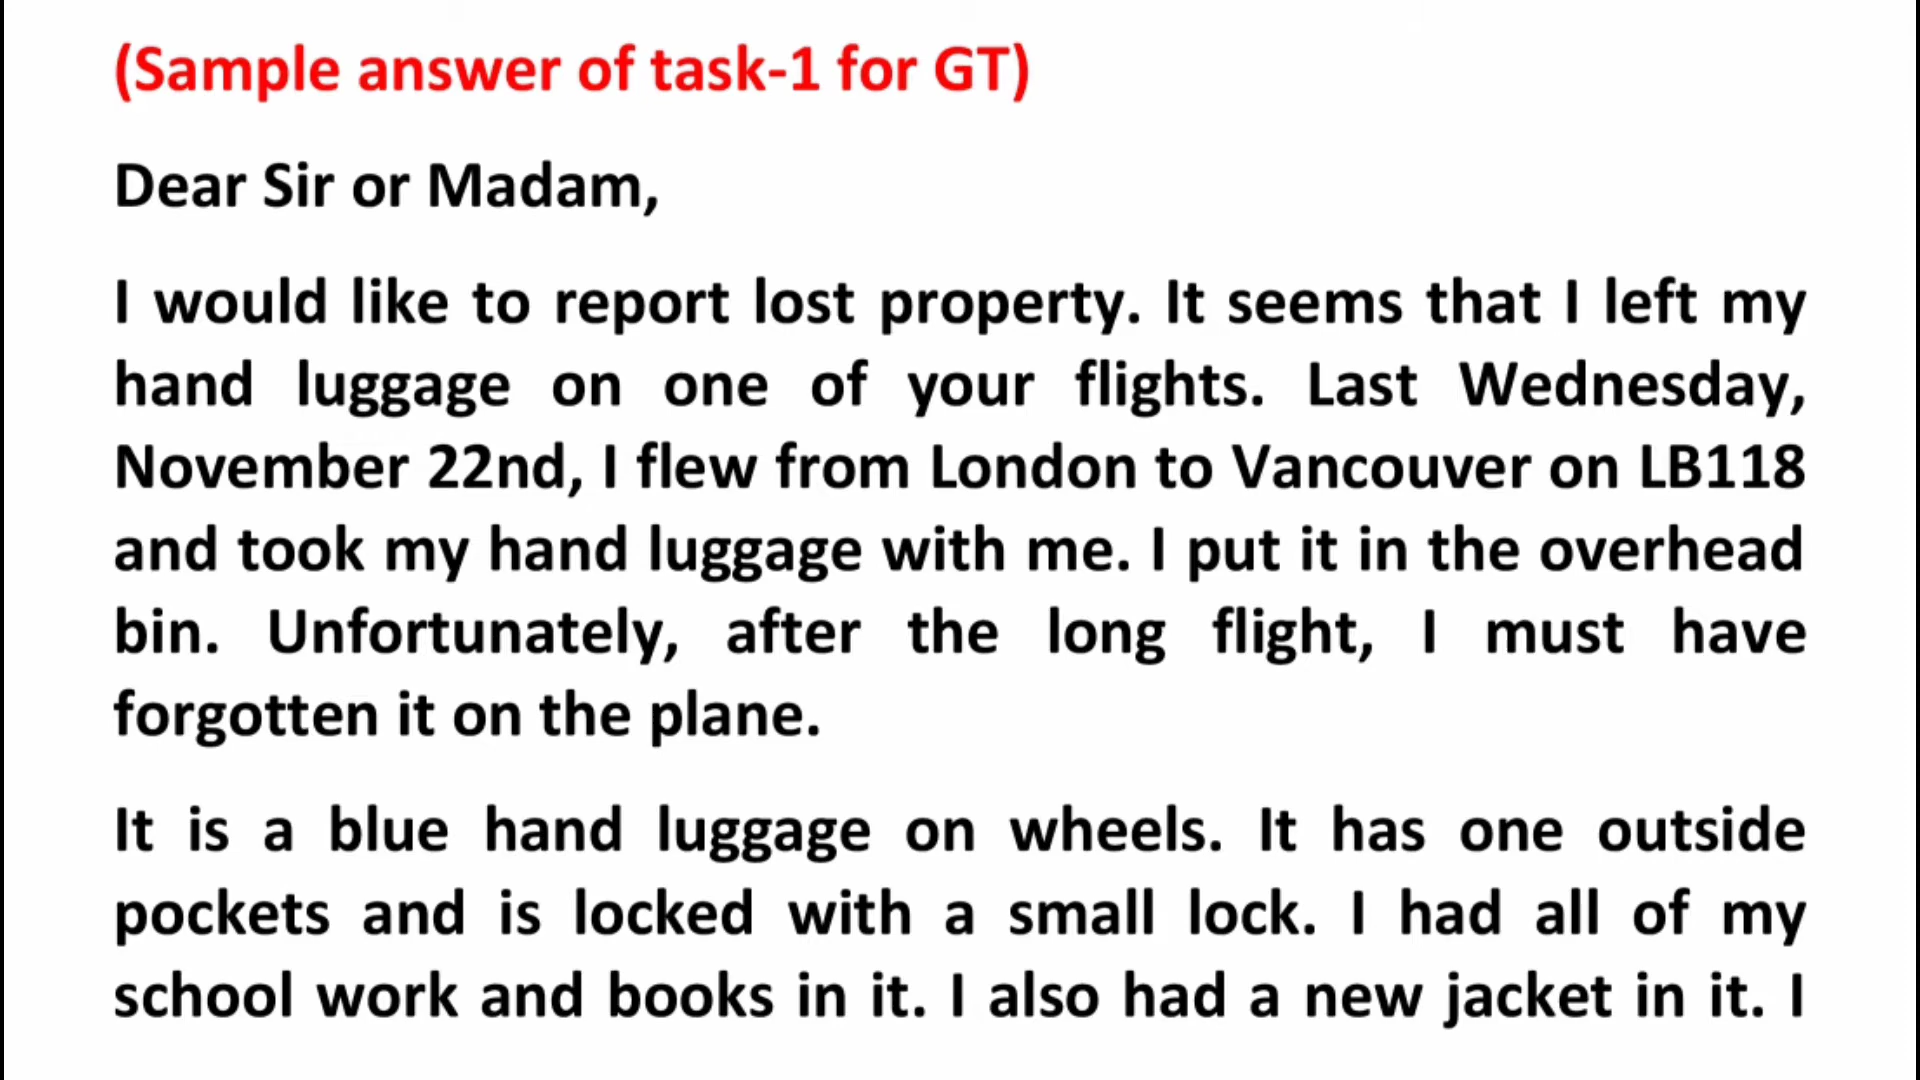 (Sample answer of task-1 for GT)
Dear Sir or Madam,
I would like to report lost property. It seems that I left my
hand luggage on one of your flights. Last Wednesday,
November 22nd, I flew from London to Vancouver on LB118
and took my hand luggage with me. I put it in the overhead
bin. Unfortunately, after the long flight, I must have
forgotten it on the plane.
It is a blue hand luggage on wheels. It has one outside
pockets and is locked with a small lock. I had all of my
school work and books in it. I also had a new jacket in it. I